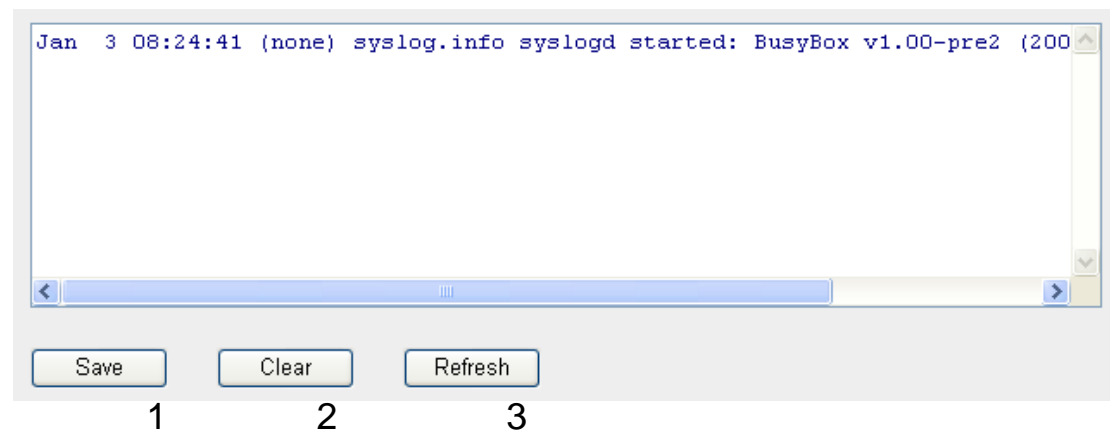 Jan  3 08:24:41 (none) syslog.info syslogd started: BusyBox v1.00-pre2 (200
Save Clear Refresh
1 2 3